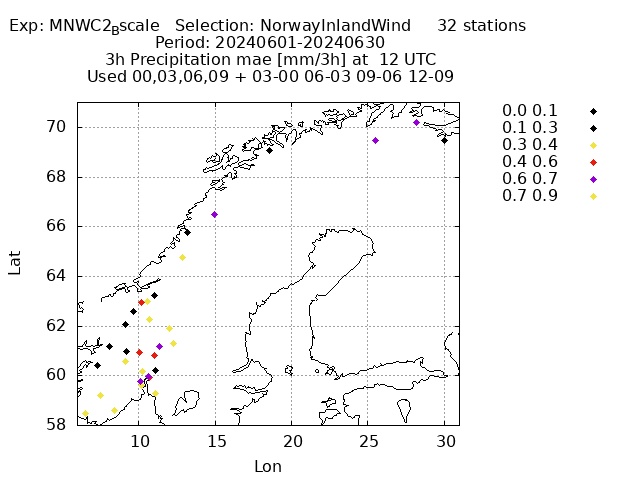 Exp: MNWC2Bscale   Selection: NorwayInlandWind     32 stations
Period: 20240601-20240630
3h Precipitation mae [mm/3h] at  12 UTC
Used 00,03,06,09 + 03-00 06-03 09-06 12-09
0.0 0.1
0.1 0.3
0.3 0.4
0.4 0.6
0.6 0.7
0.7 0.9
70
68
66
64
62
60
58
Lat
10 15 20 25 30
Lon